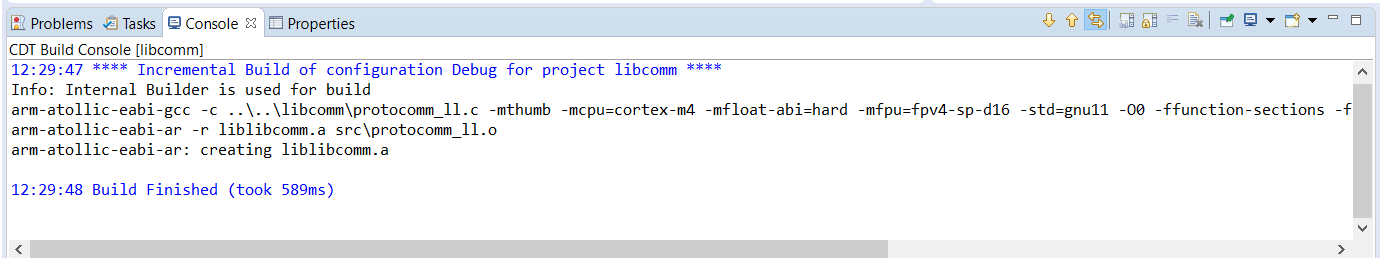 Problems Tasks Console Properties
CDT Build Console [libcomm]
12:29:47 **** Incremental Build of configuration Debug for project libcomm ****
Info: Internal Builder is used for build
arm-atollic-eabi-gcc -c ..\..\libcomm\protocomm_ll.c -mthumb -mcpu=cortex-m4 -mfloat-abi=hard -mfpu=fpv4-sp-d16 -std=gnu11 -O0 -ffunction-sections -f
arm-atollic-eabi-ar -r liblibcomm.a src\protocomm_ll.o
arm-atollic-eabi-ar: creating liblibcomm.a
12:29:48 Build Finished (took 589ms)